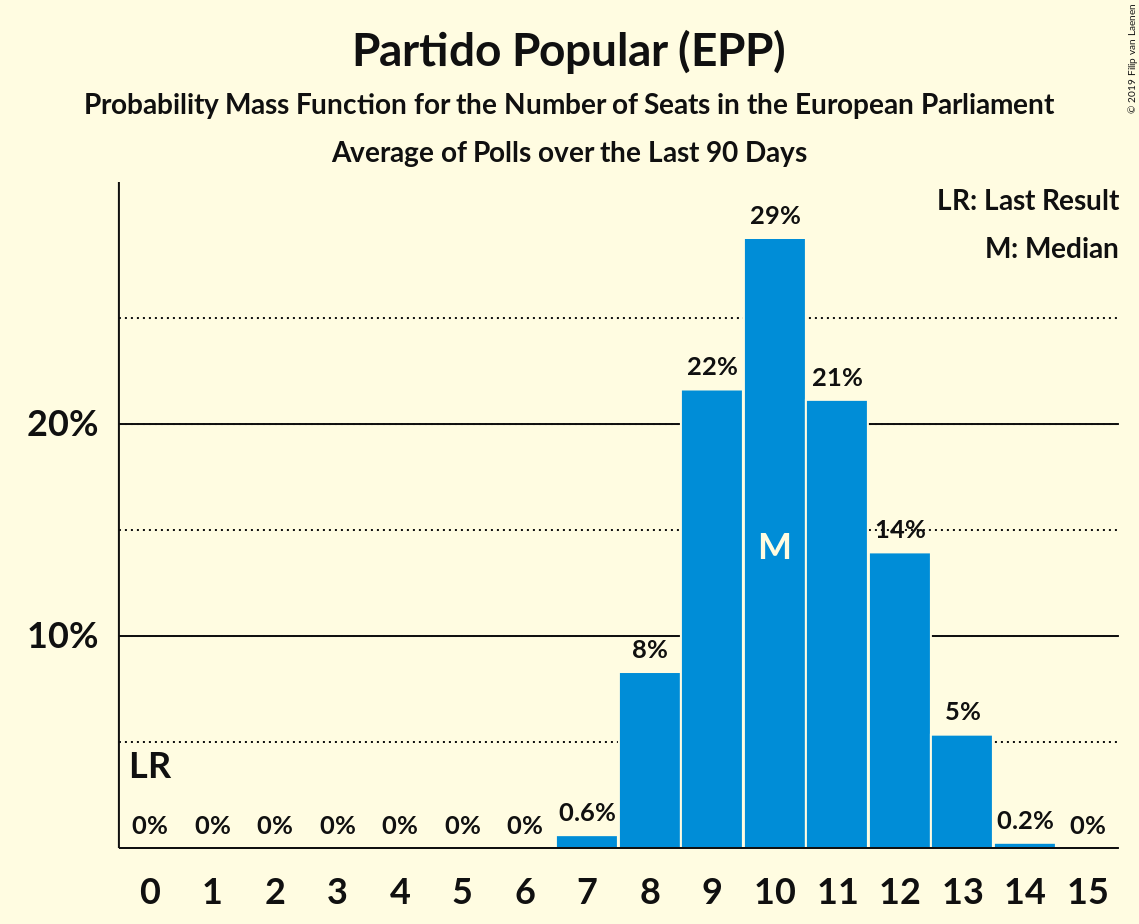 Partido Popular (EPP)
Probability Mass Function for the Number of Seats in the European Parliament
Average of Polls over the Last 90 Days
© 2019 Filip van Laenen
LR: Last Result
M: Median
29%
22%
21%
20%
14%
M
10%
8%
5%
LR
0% 0% 0% 0% 0% 0% 0% 0.6% 0.2% 0%
0 1 2 3 4 5 6 7 8 9 10 11 12 13 14 15